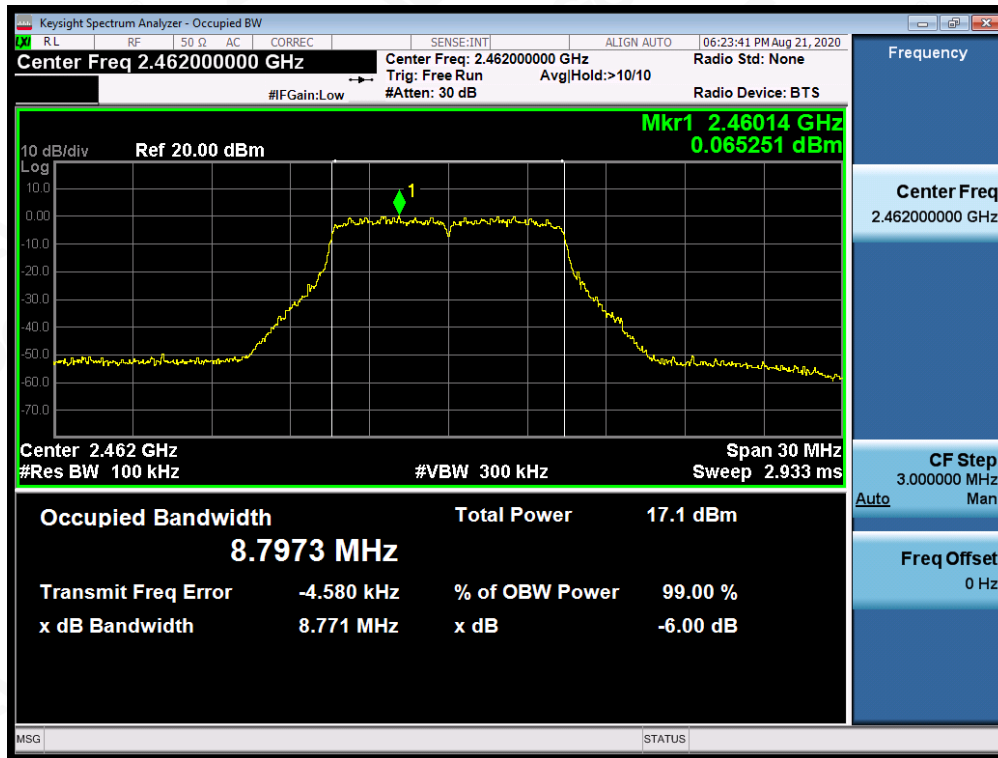 Keysight Spectrum Analyzer - Occupied BW
LXI RL RF 50 Ω AC CORREC SENSE:INT ALIGN AUTO 06:23:41 PM Aug 21, 2020
Center Freq 2.462000000 GHz
Center Freq: 2.462000000 GHz Radio Std: None
Trig: Free Run Avg|Hold:>10/10
#IFGain:Low #Atten: 30 dB Radio Device: BTS
Frequency
Mkr1 2.46014 GHz
0.065251 dBm
10 dB/div Ref 20.00 dBm
Log
10.0
0.00
-10.0
-20.0
-30.0
-40.0
-50.0
-60.0
-70.0
1
Center 2.462 GHz Span 30 MHz
#Res BW 100 kHz #VBW 300 kHz Sweep 2.933 ms
Occupied Bandwidth Total Power 17.1 dBm
8.7973 MHz
Transmit Freq Error -4.580 kHz % of OBW Power 99.00 %
x dB Bandwidth 8.771 MHz x dB -6.00 dB
Center Freq
2.462000000 GHz
CF Step
3.000000 MHz
Auto Man
Freq Offset
0 Hz
MSG STATUS